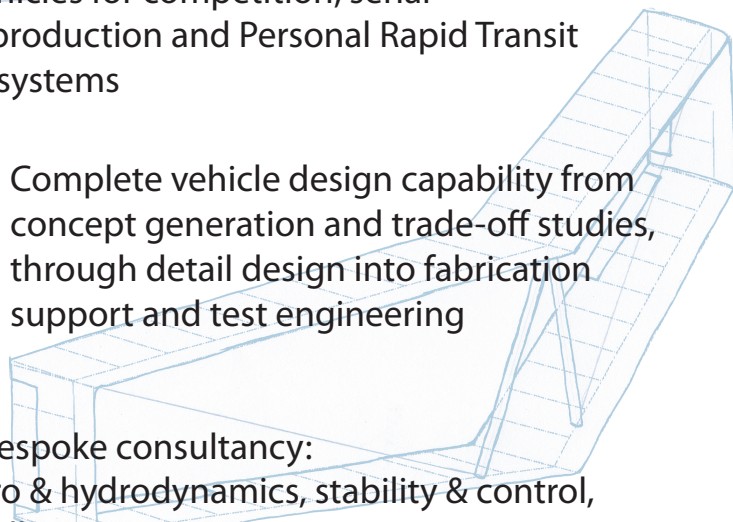 production and Personal Rapid Transit
systems
Complete vehicle design capability from
concept generation and trade-off studies,
through detail design into fabrication
support and test engineering
consultancy:
& hydrodynamics, stability & control,